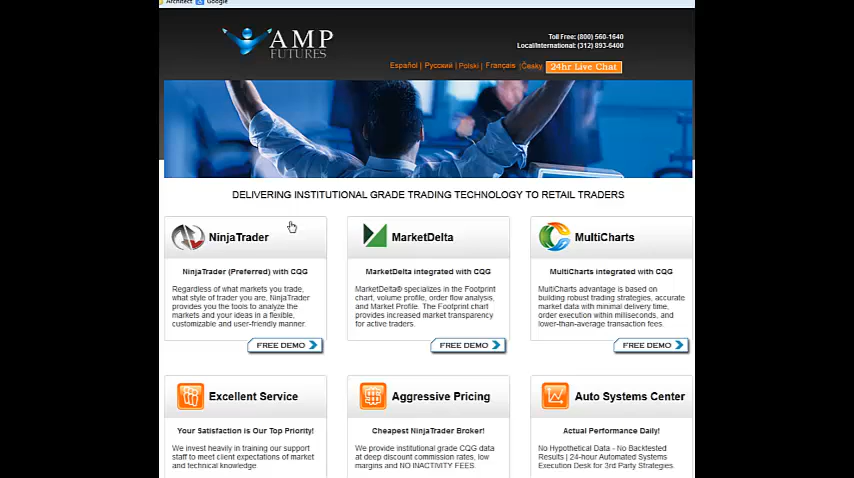 Architect Google
AMP
FUTURES
Toll Free: (800) 560-1640
Local/International: (312) 893-6400
Español | Русский | Polski | Français | Česky
24hr Live Chat
DELIVERING INSTITUTIONAL GRADE TRADING TECHNOLOGY TO RETAIL TRADERS
NinjaTrader
NinjaTrader (Preferred) with CQG
Regardless of what markets you trade,
what style of trader you are, NinjaTrader
provides you the tools to analyze the
markets and your ideas in a flexible,
customizable and user-friendly manner.
FREE DEMO
MarketDelta
MarketDelta integrated with CQG
MarketDelta® specializes in the Footprint
chart, volume profile, order flow analysis,
and Market Profile. The Footprint chart
provides increased market transparency
for active traders.
FREE DEMO
MultiCharts
MultiCharts integrated with CQG
MultiCharts advantage is based on
building robust trading strategies, accurate
market data with minimal delivery time,
order execution within milliseconds, and
lower-than-average transaction fees.
FREE DEMO
Excellent Service
Your Satisfaction is Our Top Priority!
We invest heavily in training our support
staff to meet client expectations of market
and technical knowledge
Aggressive Pricing
Cheapest NinjaTrader Broker!
We provide institutional grade CQG data
at deep discount commission rates, low
margins and NO INACTIVITY FEES.
Auto Systems Center
Actual Performance Daily!
No Hypothetical Data - No Backtested
Results | 24-hour Automated Systems
Execution Desk for 3rd Party Strategies